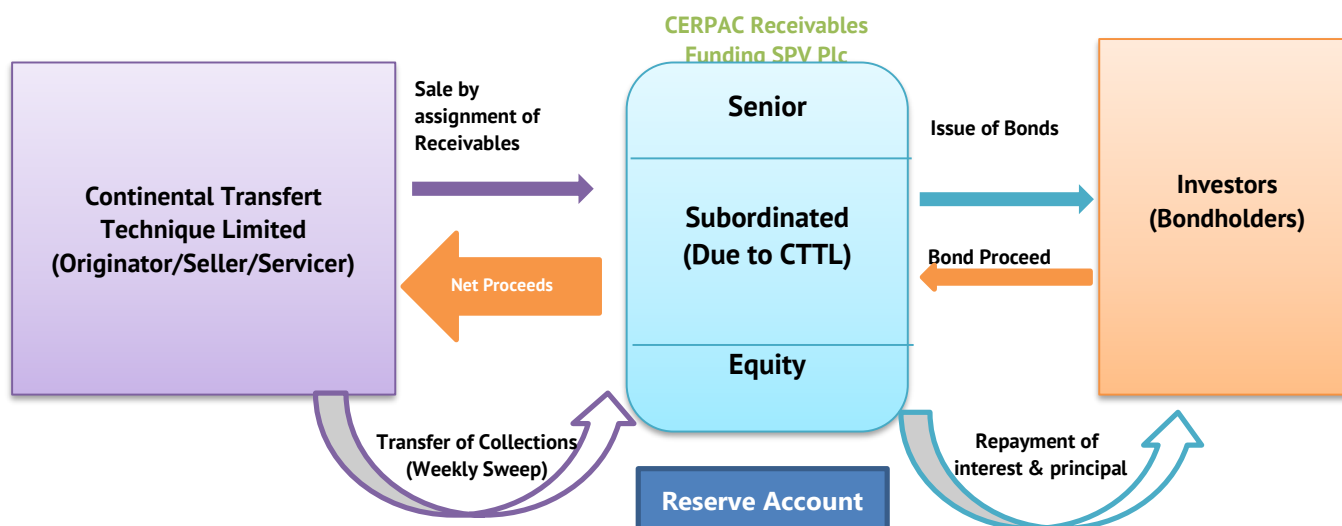 CERPAC Receivables
Funding SPV Plc
Continental Transfert
Technique Limited
(Originator/Seller/Servicer)
Sale by
assignment of
Receivables
Net Proceeds
Transfer of Collections
(Weekly Sweep)
Senior
Subordinated
(Due to CTTL)
Equity
Reserve Account
Issue of Bonds
Bond Proceed
Repayment of
interest & principal
Investors
(Bondholders)